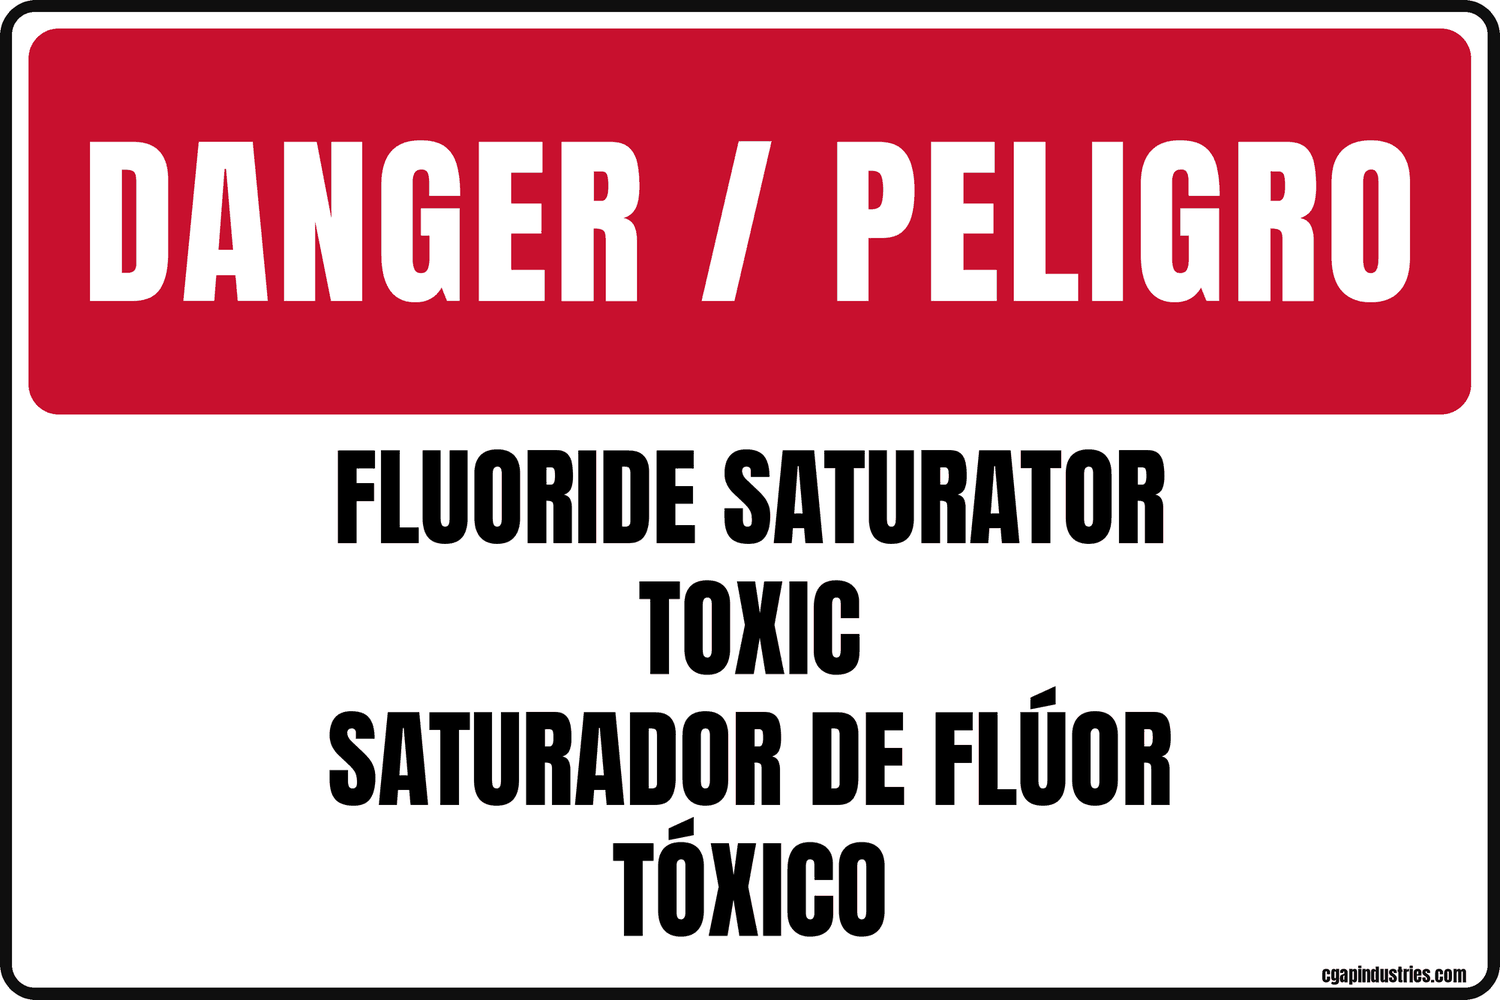 DANGER / PELIGRO
FLUORIDE SATURATOR
TOXIC
SATURADOR DE FLÚOR
TÓXICO
cgapindustries.com